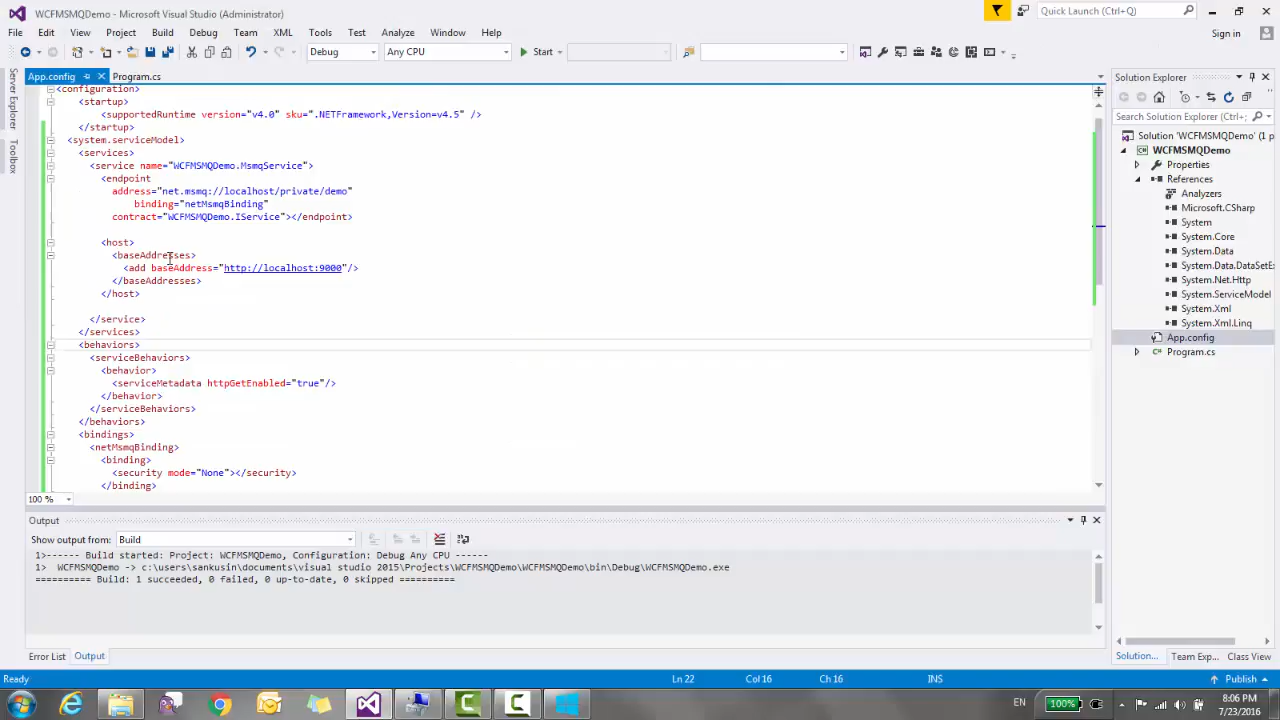 WCFMSMQDemo - Microsoft Visual Studio (Administrator)
Quick Launch (Ctrl+Q)
File Edit View Project Build Debug Team XML Tools Test Analyze Window Help
Sign in
Debug Any CPU Start
App.config Program.cs
Server Explorer
Toolbox
<configuration>
<startup>
<supportedRuntime version="v4.0" sku=".NETFramework,Version=v4.5" />
</startup>
<system.serviceModel>
<services>
<service name="WCFMSMQDemo.MsmqService">
<endpoint
address="net.msmq://localhost/private/demo"
binding="netMsmqBinding"
contract="WCFMSMQDemo.IService"></endpoint>
<host>
<baseAddresses>
<add baseAddress="http://localhost:9000"/>
</baseAddresses>
</host>
</service>
</services>
<behaviors>
<serviceBehaviors>
<behavior>
<serviceMetadata httpGetEnabled="true"/>
</behavior>
</serviceBehaviors>
</behaviors>
<bindings>
<netMsmqBinding>
<binding>
<security mode="None"></security>
</binding>
100 %
Solution Explorer
Search Solution Explorer (Ctrl+;
Solution 'WCFMSMQDemo' (1 p
WCFMSMQDemo
Properties
References
Analyzers
Microsoft.CSharp
System
System.Core
System.Data
System.Data.DataSetEx
System.Net.Http
System.ServiceModel
System.Xml
System.Xml.Linq
App.config
Program.cs
Solution... Team Exp... Class View
Output
Show output from: Build
1>------ Build started: Project: WCFMSMQDemo, Configuration: Debug Any CPU ------
1>  WCFMSMQDemo -> c:\users\sankusin\documents\visual studio 2015\Projects\WCFMSMQDemo\WCFMSMQDemo\bin\Debug\WCFMSMQDemo.exe
========== Build: 1 succeeded, 0 failed, 0 up-to-date, 0 skipped ==========
Error List Output
Ready Ln 22 Col 16 Ch 16 INS Publish
EN 100% 8:06 PM
7/23/2016